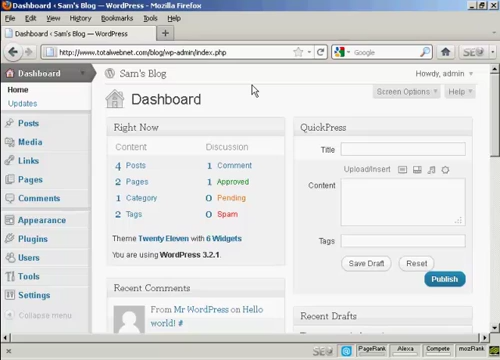 Dashboard ‹ Sam's Blog — WordPress - Mozilla Firefox
File Edit View History Bookmarks Tools Help
Dashboard ‹ Sam's Blog — WordPress
http://www.totalwebnet.com/blog/wp-admin/index.php
Google
SEO
Dashboard
Sam's Blog
Howdy, admin
Home
Updates
Dashboard
Screen Options
Help
Posts
Media
Links
Pages
Comments
Appearance
Plugins
Users
Tools
Settings
Collapse menu
Right Now
Content Discussion
4 Posts 1 Comment
2 Pages 1 Approved
1 Category 0 Pending
2 Tags 0 Spam
Theme Twenty Eleven with 6 Widgets
You are using WordPress 3.2.1.
Recent Comments
From Mr WordPress on Hello
world! #
QuickPress
Title
Upload/Insert
Content
Tags
Save Draft Reset
Publish
Recent Drafts
SEO PageRank Alexa Compete mozRank